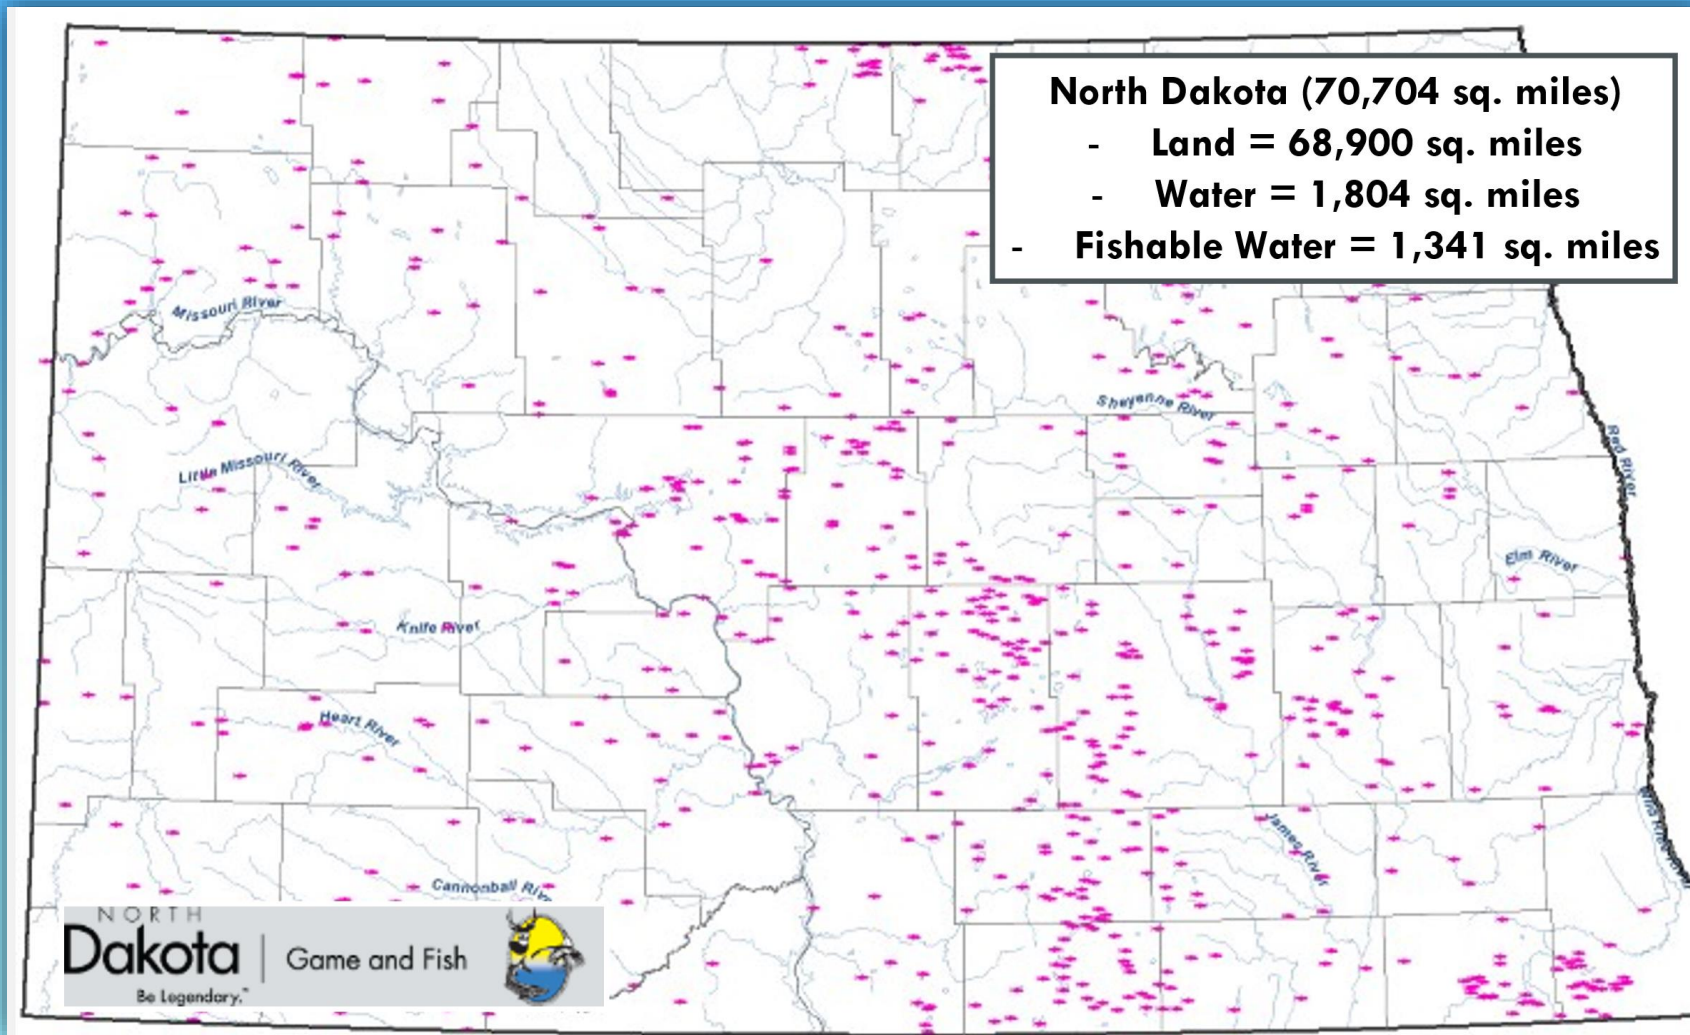 North Dakota (70,704 sq. miles)
- Land = 68,900 sq. miles
- Water = 1,804 sq. miles
- Fishable Water = 1,341 sq. miles
Missouri River
Sheyenne River
Red River
Little Missouri River
Elm River
Knife River
Heart River
James River
Cannonball Rive
NORTH
Dakota
Game and Fish
Be Legendary.™